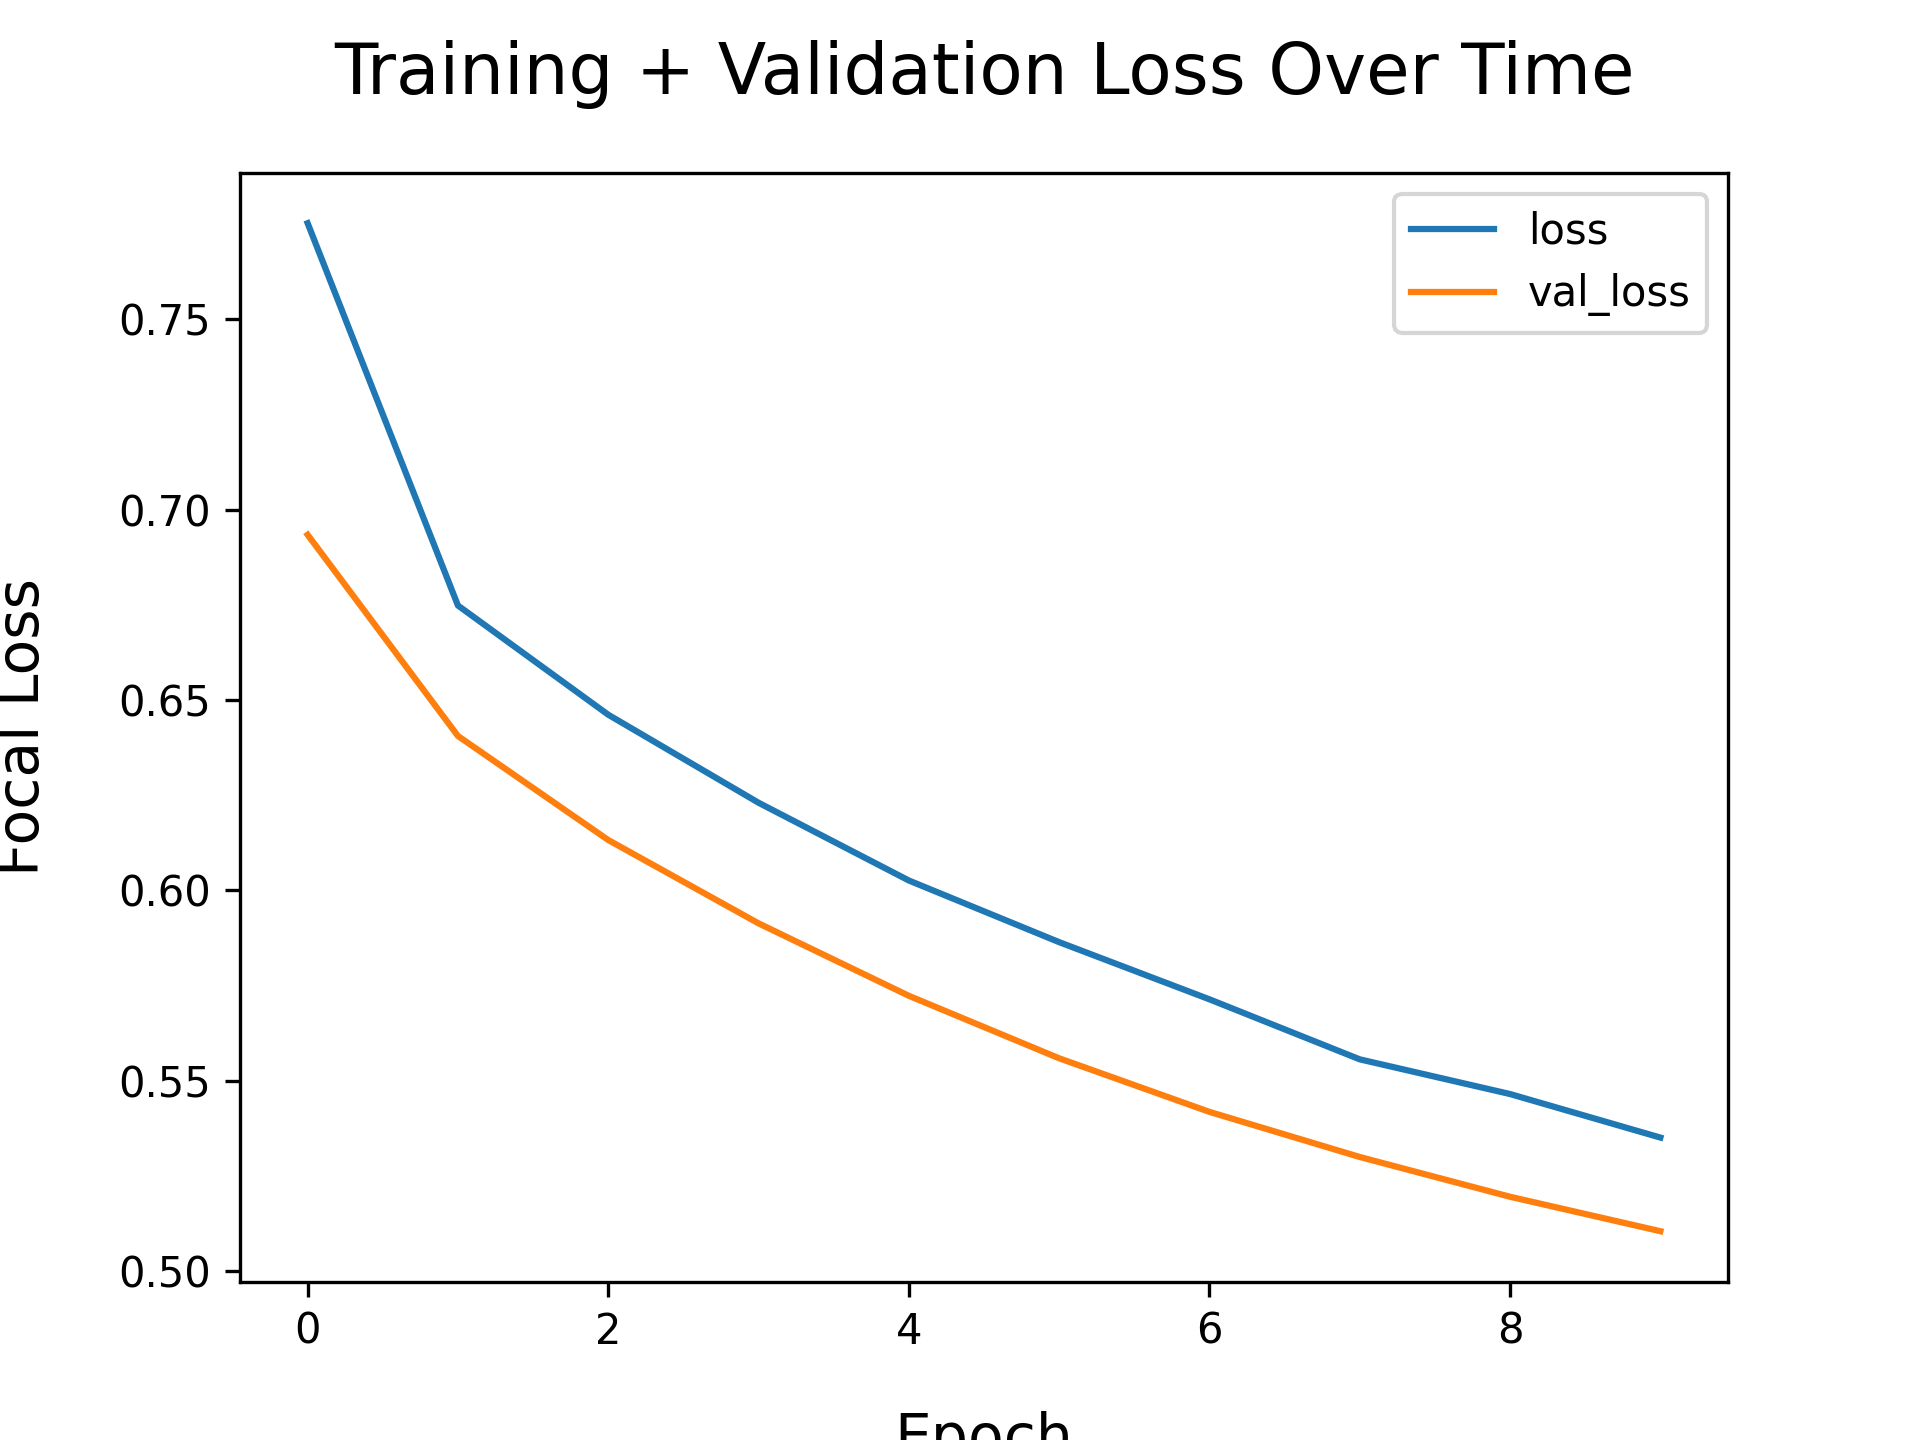 Training + Validation Loss Over Time
loss
val_loss
0.75
0.70
0.65
0.60
0.55
0.50
Focal Loss
0 2 4 6 8
Epoch